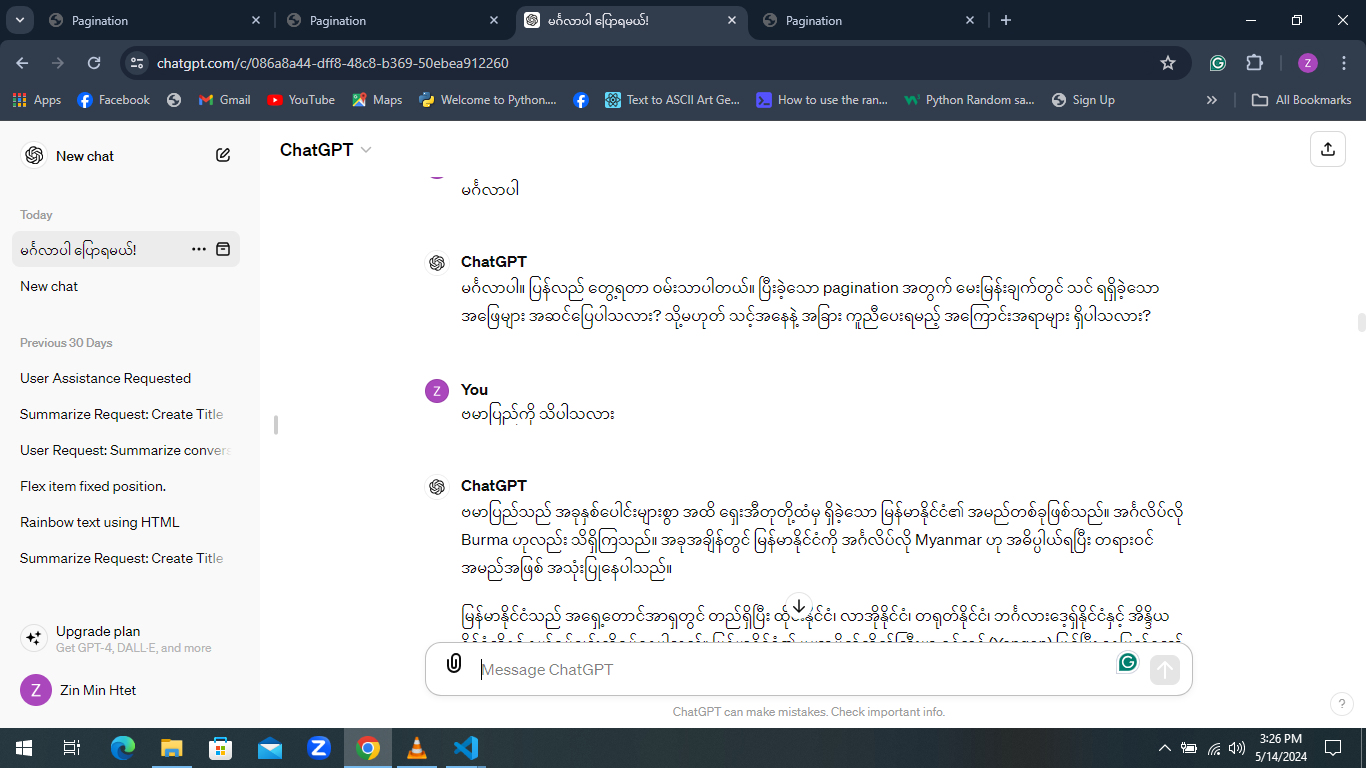 Pagination
Pagination
မင်္ဂလာပါ ပြောရမယ်!
Pagination
chatgpt.com/c/086a8a44-dff8-48c8-b369-50ebea912260
Z
Apps
Facebook
Gmail
YouTube
Maps
Welcome to Python....
Text to ASCII Art Ge...
How to use the ran...
Python Random sa...
Sign Up
All Bookmarks
New chat
ChatGPT
Today
မင်္ဂလာပါ ပြောရမယ်!
New chat
Previous 30 Days
User Assistance Requested
Summarize Request: Create Title
User Request: Summarize convers
Flex item fixed position.
Rainbow text using HTML
Summarize Request: Create Title
Upgrade plan
Get GPT-4, DALL·E, and more
Z
Zin Min Htet
မင်္ဂလာပါ
ChatGPT
မင်္ဂလာပါ။ ပြန်လည် တွေ့ရတာ ဝမ်းသာပါတယ်။ ပြီးခဲ့သော pagination အတွက် မေးမြန်းချက်တွင် သင် ရရှိခဲ့သော
အဖြေများ အဆင်ပြေပါသလား? သို့မဟုတ် သင့်အနေနဲ့ အခြား ကူညီပေးရမည့် အကြောင်းအရာများ ရှိပါသလား?
Z
You
ဗမာပြည်ကို သိပါသလား
ChatGPT
ဗမာပြည်သည် အခုနှစ်ပေါင်းများစွာ အထိ ရှေးအီတုတို့ထံမှ ရှိခဲ့သော မြန်မာနိုင်ငံ၏ အမည်တစ်ခုဖြစ်သည်။ အင်္ဂလိပ်လို
Burma ဟုလည်း သိရှိကြသည်။ အခုအချိန်တွင် မြန်မာနိုင်ငံကို အင်္ဂလိပ်လို Myanmar ဟု အဓိပ္ပါယ်ရပြီး တရားဝင်
အမည်အဖြစ် အသုံးပြုနေပါသည်။
မြန်မာနိုင်ငံသည် အရှေ့တောင်အာရှတွင် တည်ရှိပြီး လာအိုနိုင်ငံ၊ တရုတ်နိုင်ငံ၊ ဘင်္ဂလားဒေ့ရှ်နိုင်ငံနှင့် အိန္ဒိယ
Message ChatGPT
ChatGPT can make mistakes. Check important info.
?
3:26 PM
5/14/2024